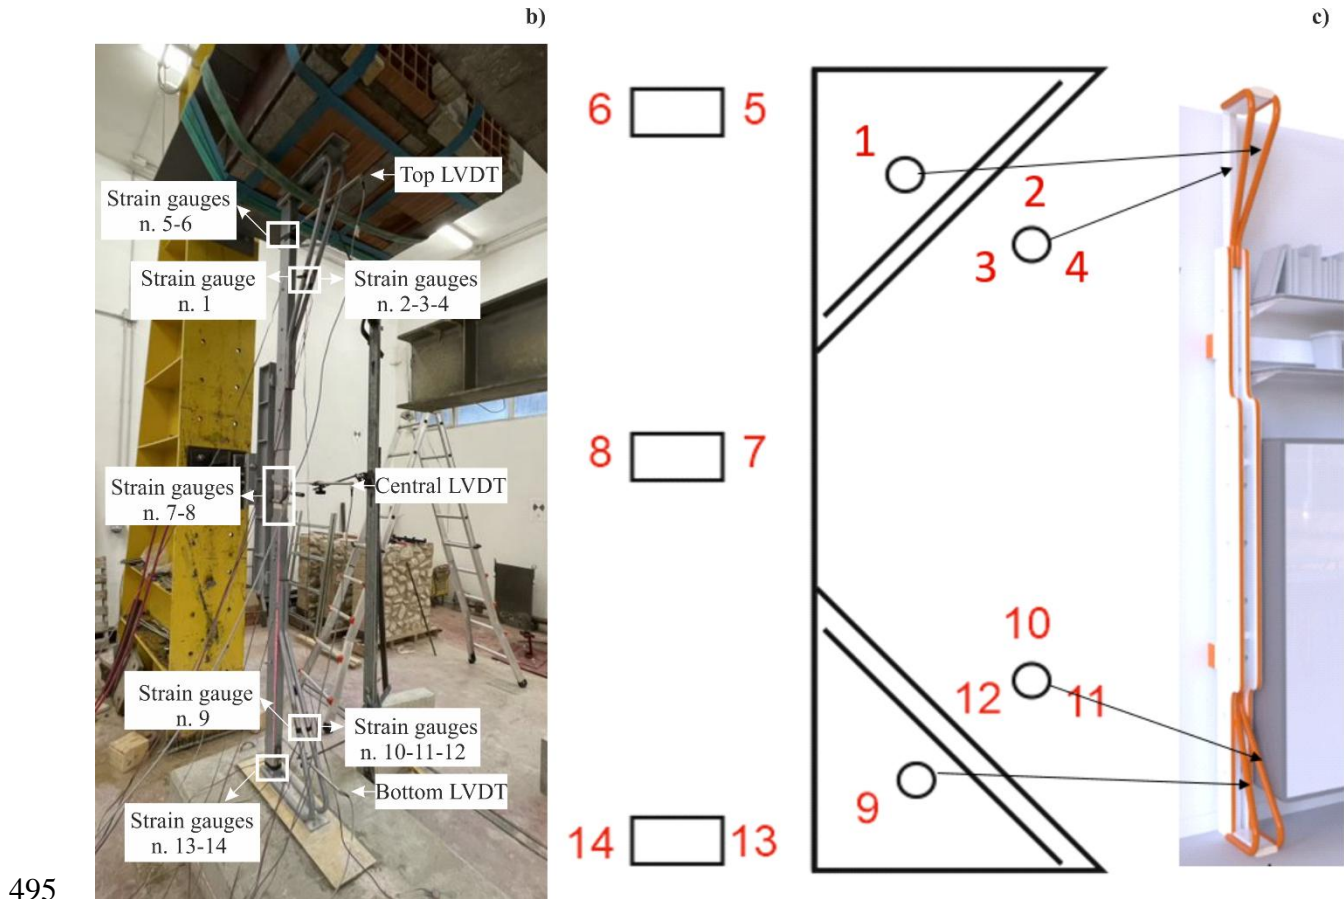 b)
c)
6
5
1
2
3
4
Top LVDT
Strain gauges
n. 5-6
Strain gauge
n. 1
Strain gauges
n. 2-3-4
8
7
Strain gauges
n. 7-8
Central LVDT
10
12
11
Strain gauge
n. 9
Strain gauges
n. 10-11-12
9
Bottom LVDT
Strain gauges
n. 13-14
14
13
495